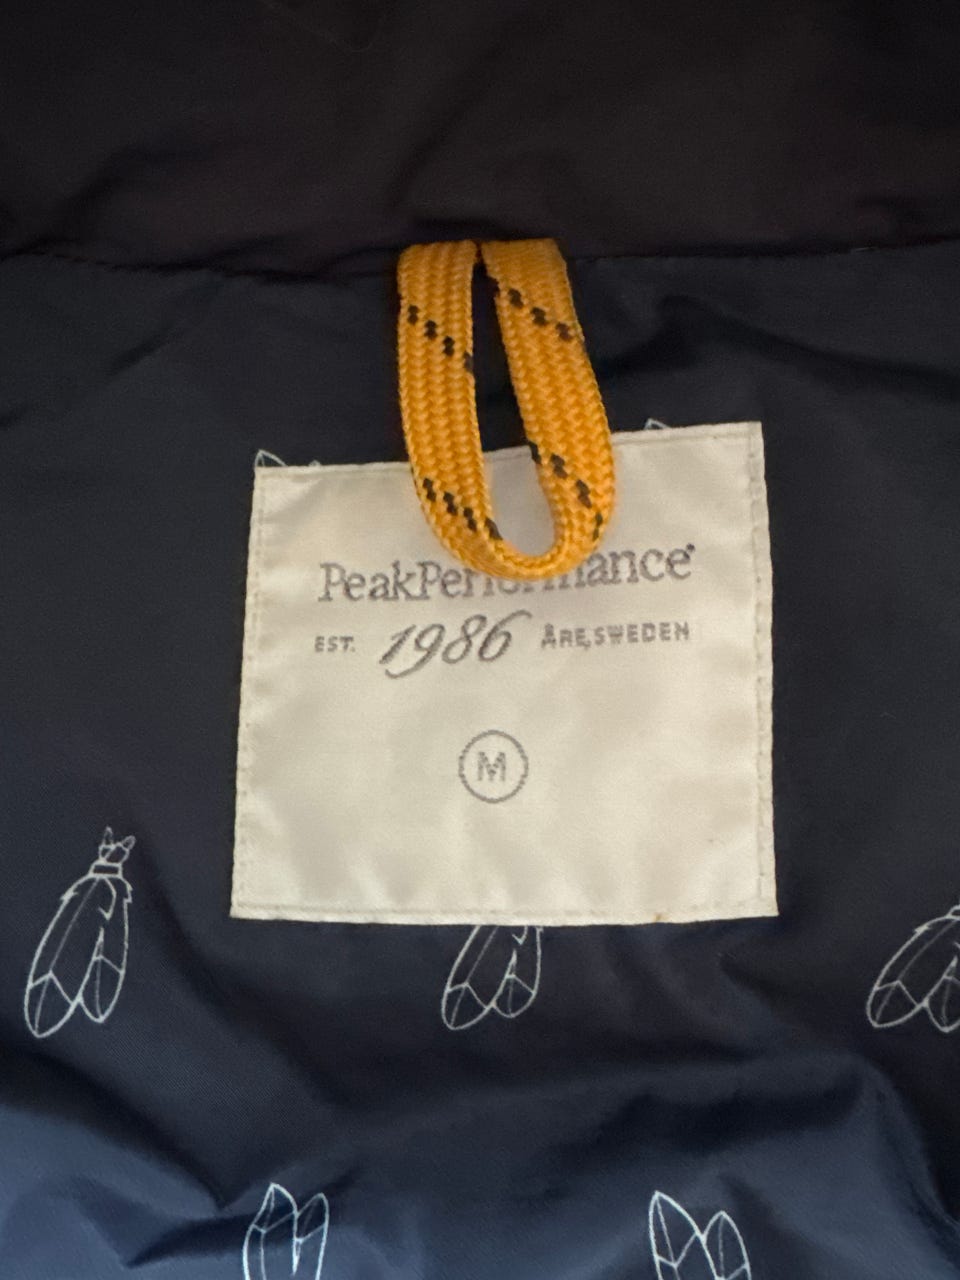 PeakPerformance®
EST. 1986 ÅRE, SWEDEN
M